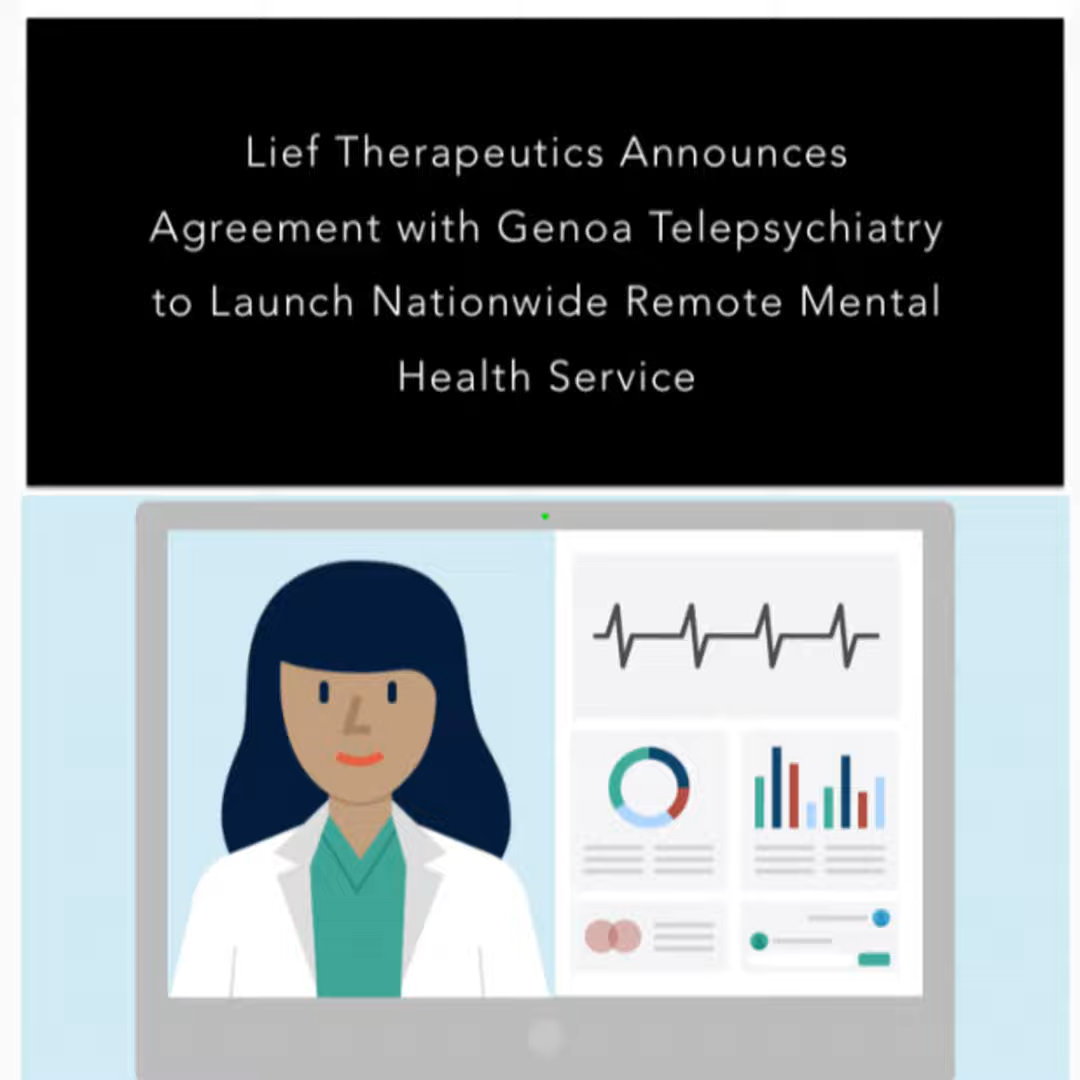 Lief Therapeutics Announces
Agreement with Genoa Telepsychiatry
to Launch Nationwide Remote Mental
Health Service